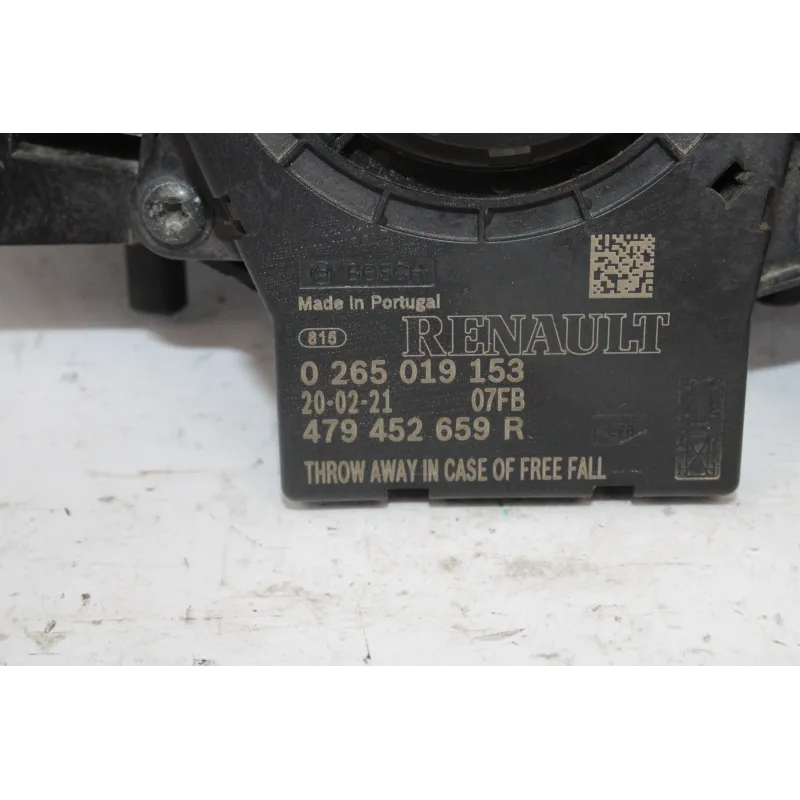 BOSCH
Made in Portugal
815
RENAULT
0 265 019 153
20-02-21 07FB
479 452 659 R
THROW AWAY IN CASE OF FREE FALL